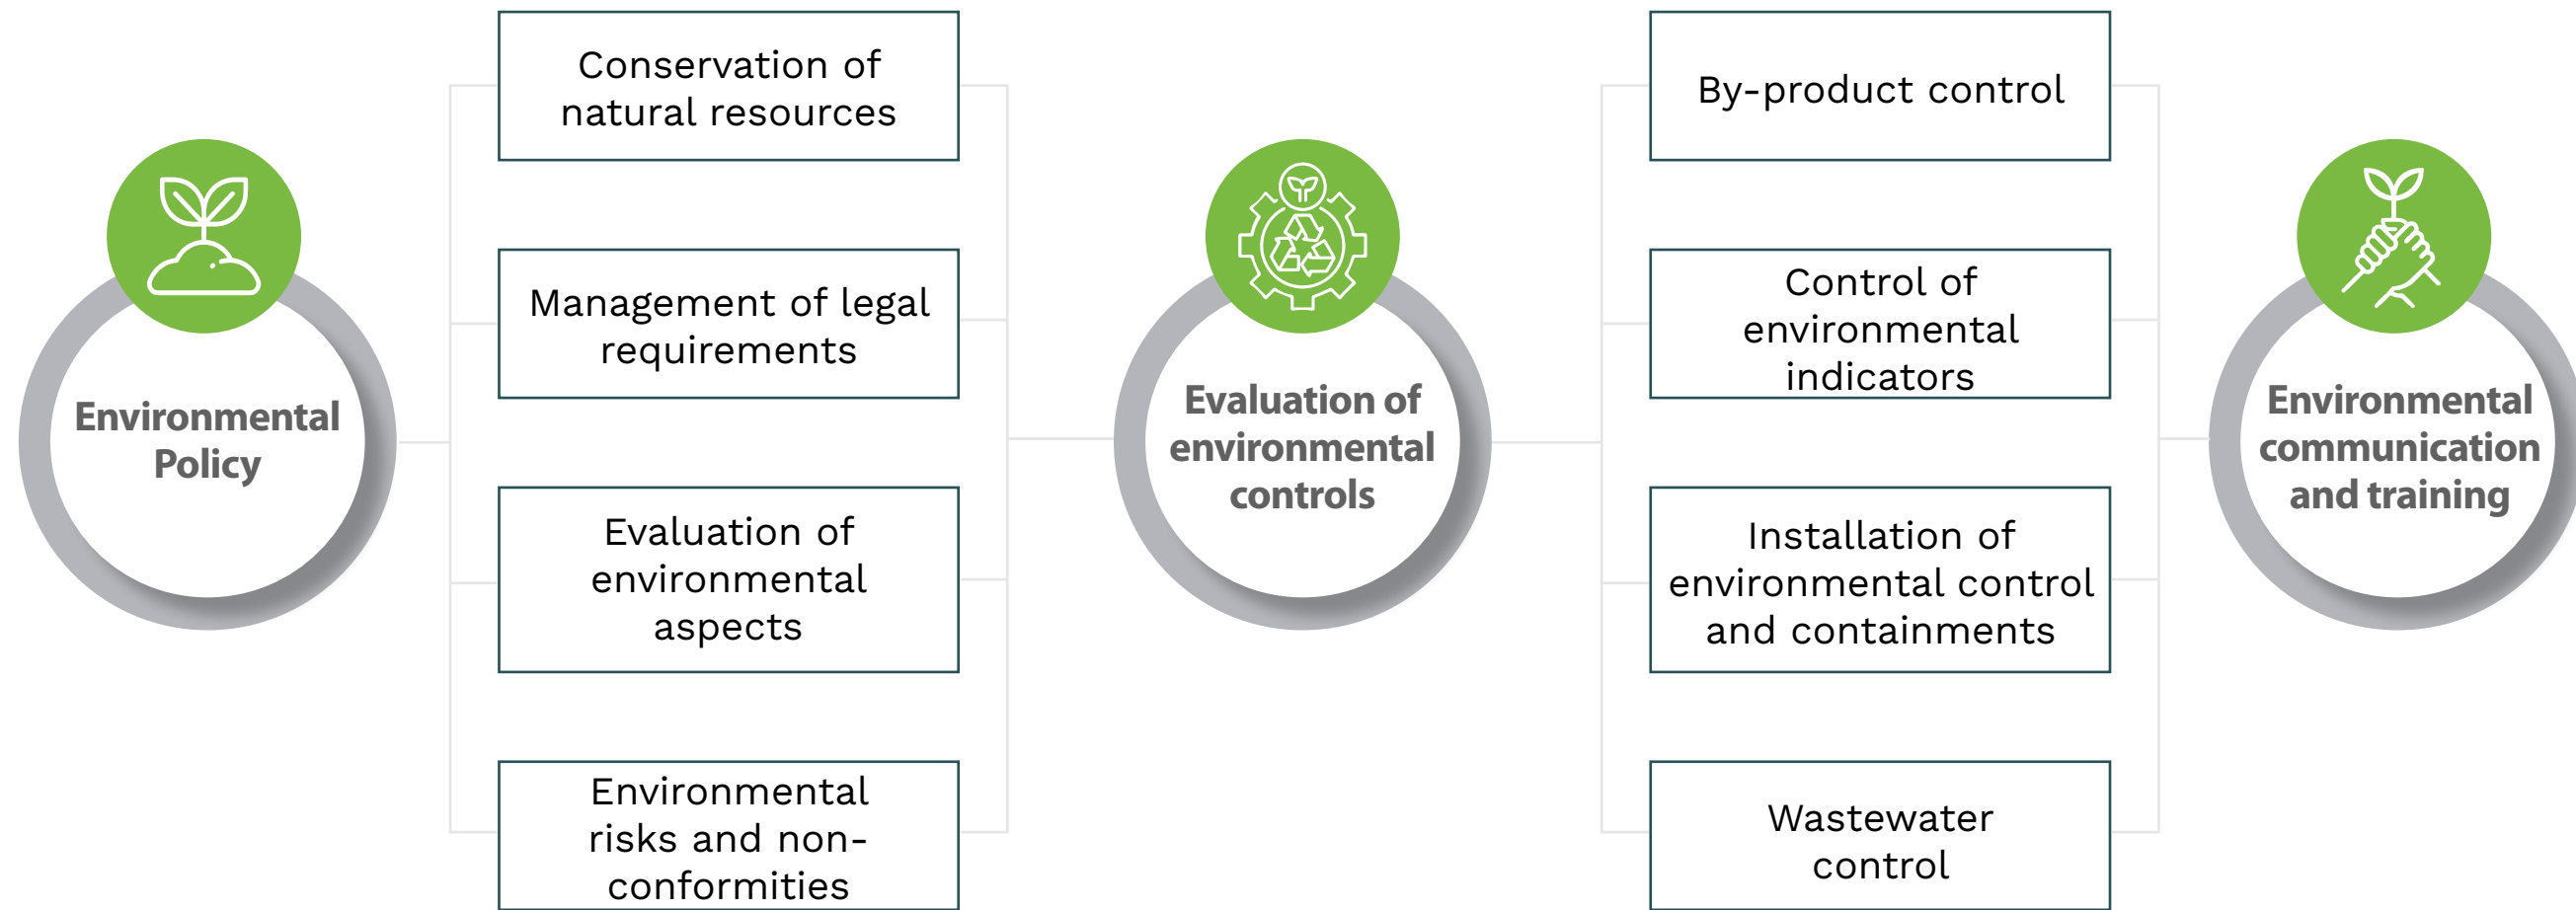 Environmental
Policy
Conservation of
natural resources
Management of legal
requirements
Evaluation of
environmental
aspects
Environmental
risks and non-
conformities
Evaluation of
environmental
controls
By-product control
Control of
environmental
indicators
Installation of
environmental control
and containments
Wastewater
control
Environmental
communication
and training